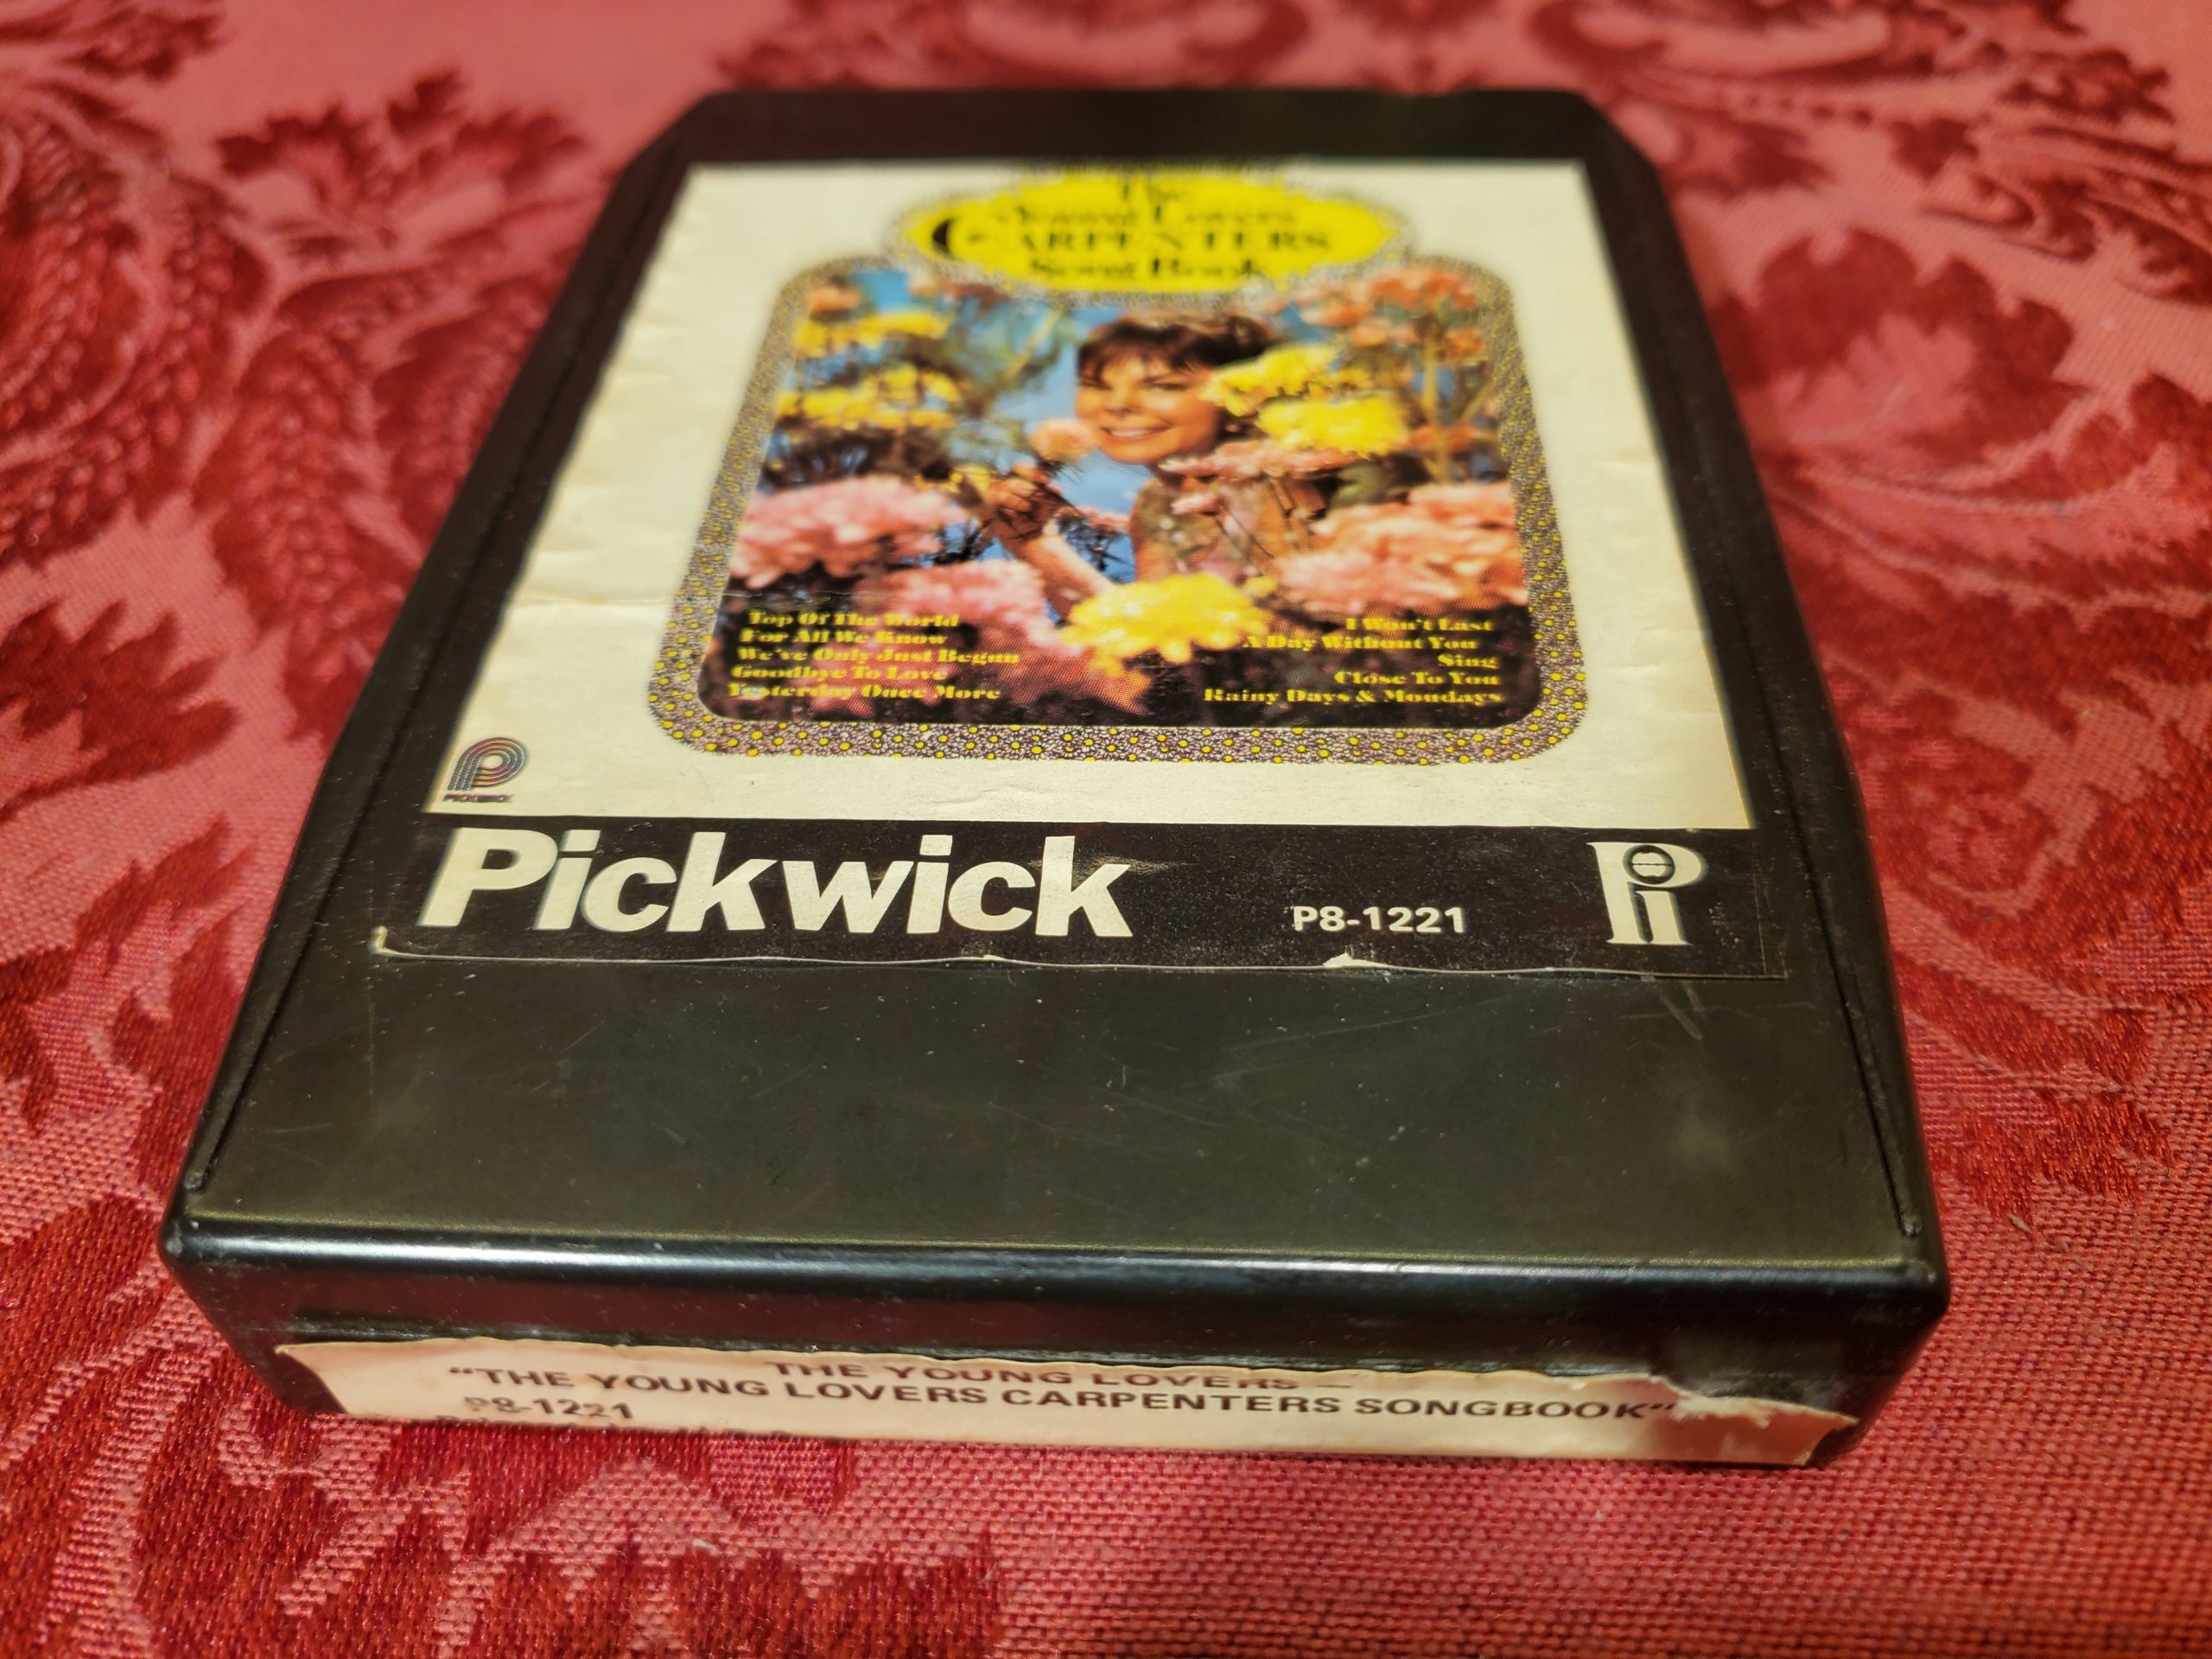 The
Young Lovers
CARPENTERS
Song Book
Top Of The World
For All We Know
We've Only Just Begun
Goodbye To Love
Yesterday Once More
I Won't Last
A Day Without You
Sing
Close To You
Rainy Days & Mondays
PICKWICK
Pickwick
P8-1221
Pi
THE YOUNG LOVERS —
"THE YOUNG LOVERS CARPENTERS SONGBOOK"
P8-1221